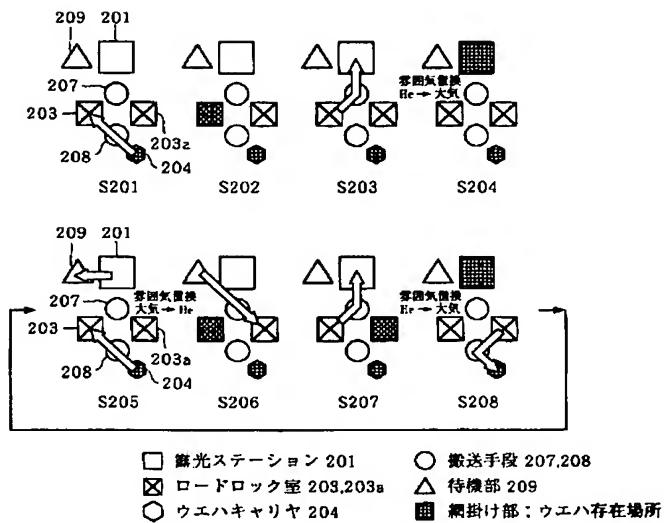 209 201
207
203
203a
208
204
S201 S202 S203 S204
雰囲気置換
He → 大気
209 201
207
雰囲気置換
大気→He
203
203a
208
204
雰囲気置換
He → 大気
S205 S206 S207 S208
露光ステーション 201
搬送手段 207,208
ロードロック室 203,203a
待機部 209
ウエハキャリヤ 204
網掛け部：ウエハ存在場所